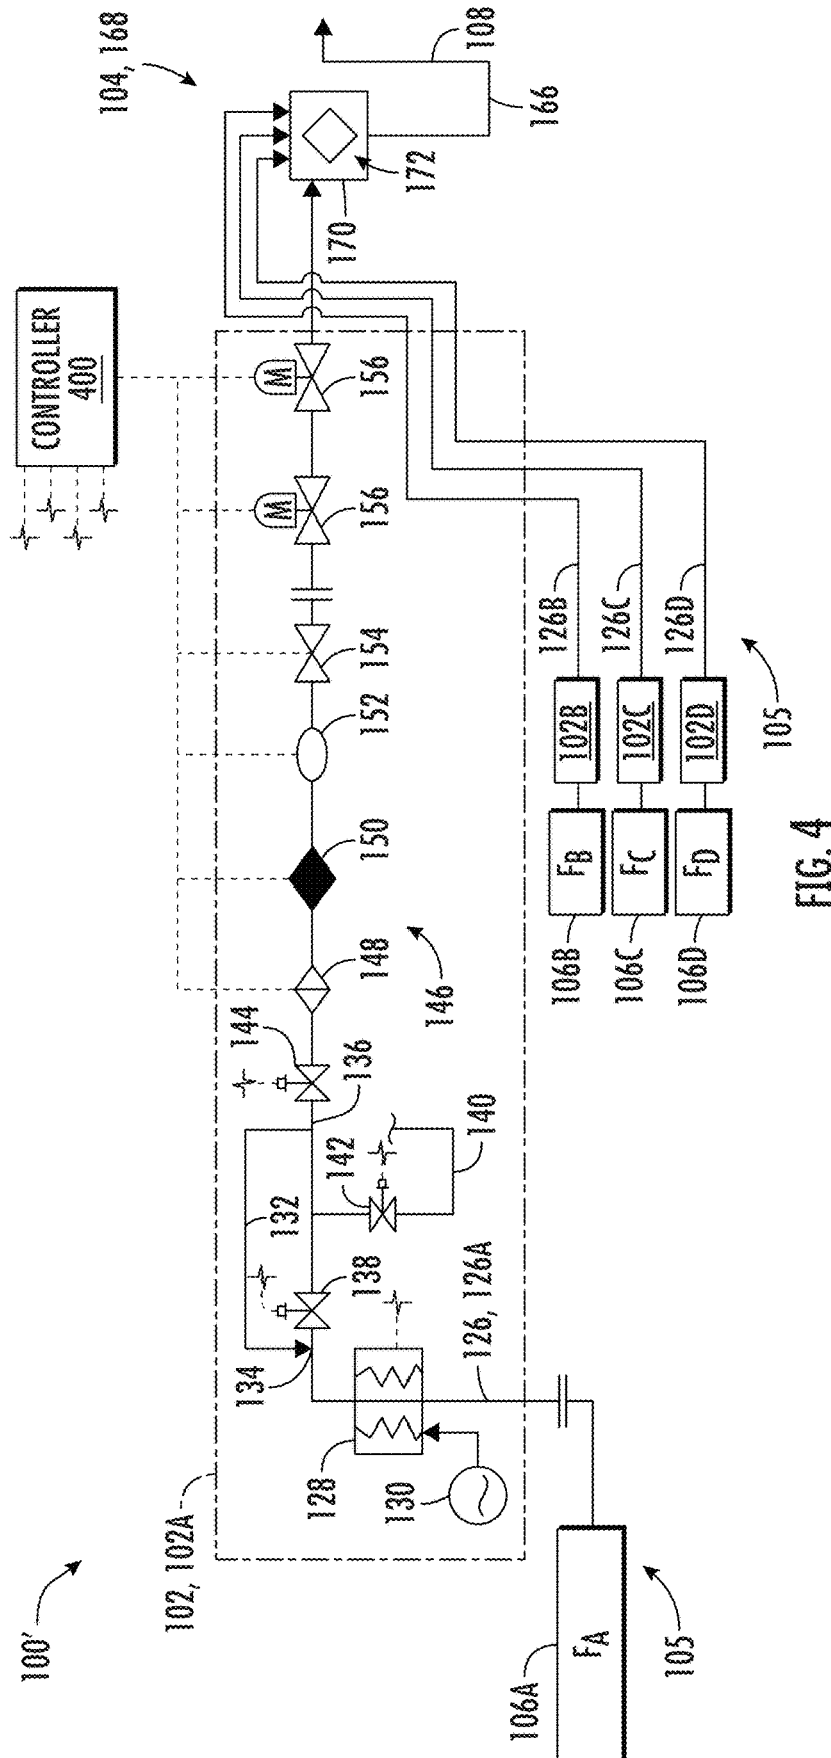 100'
102, 102A
104, 168
CONTROLLER
400
M
M
156
156
154
152
150
148
146
144
136
132
142
140
138
134
126, 126A
128
130
106A
FA
105
106B
FB
102B
126B
106C
FC
102C
126C
106D
FD
102D
126D
105
170
172
166
108
FIG. 4